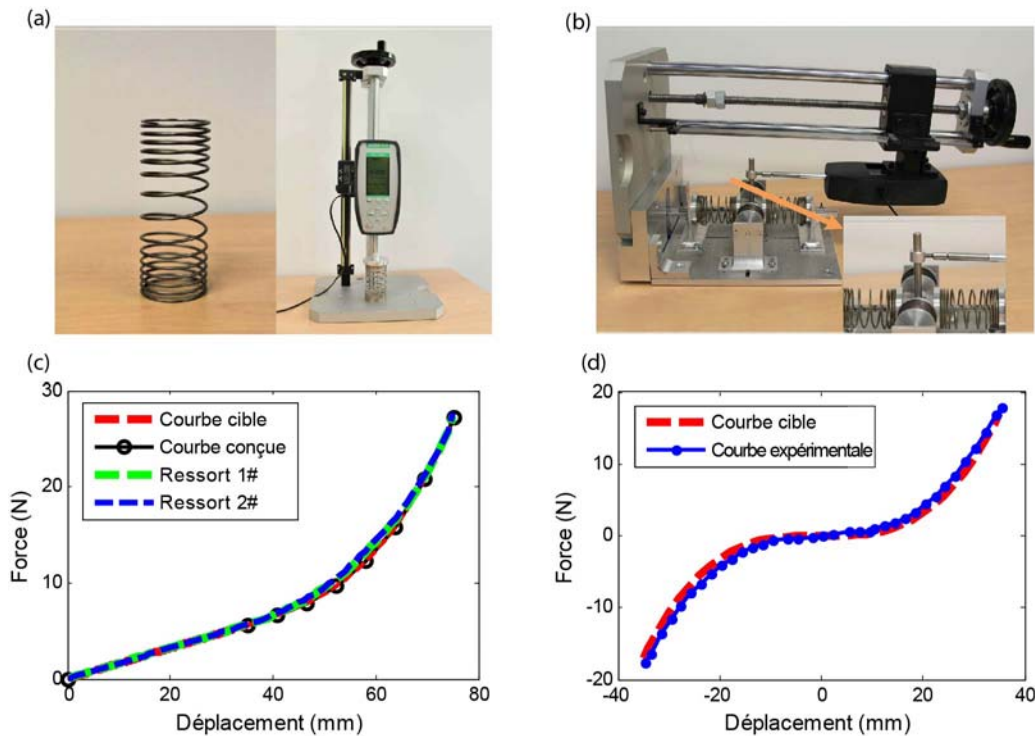 (a)
(b)
(c)
(d)
30
20
10
0
Force (N)
Courbe cible
Courbe conçue
Ressort 1#
Ressort 2#
0
20
40
60
80
Déplacement (mm)
20
10
0
-10
-20
Force (N)
Courbe cible
Courbe expérimentale
-40
-20
0
20
40
Déplacement (mm)